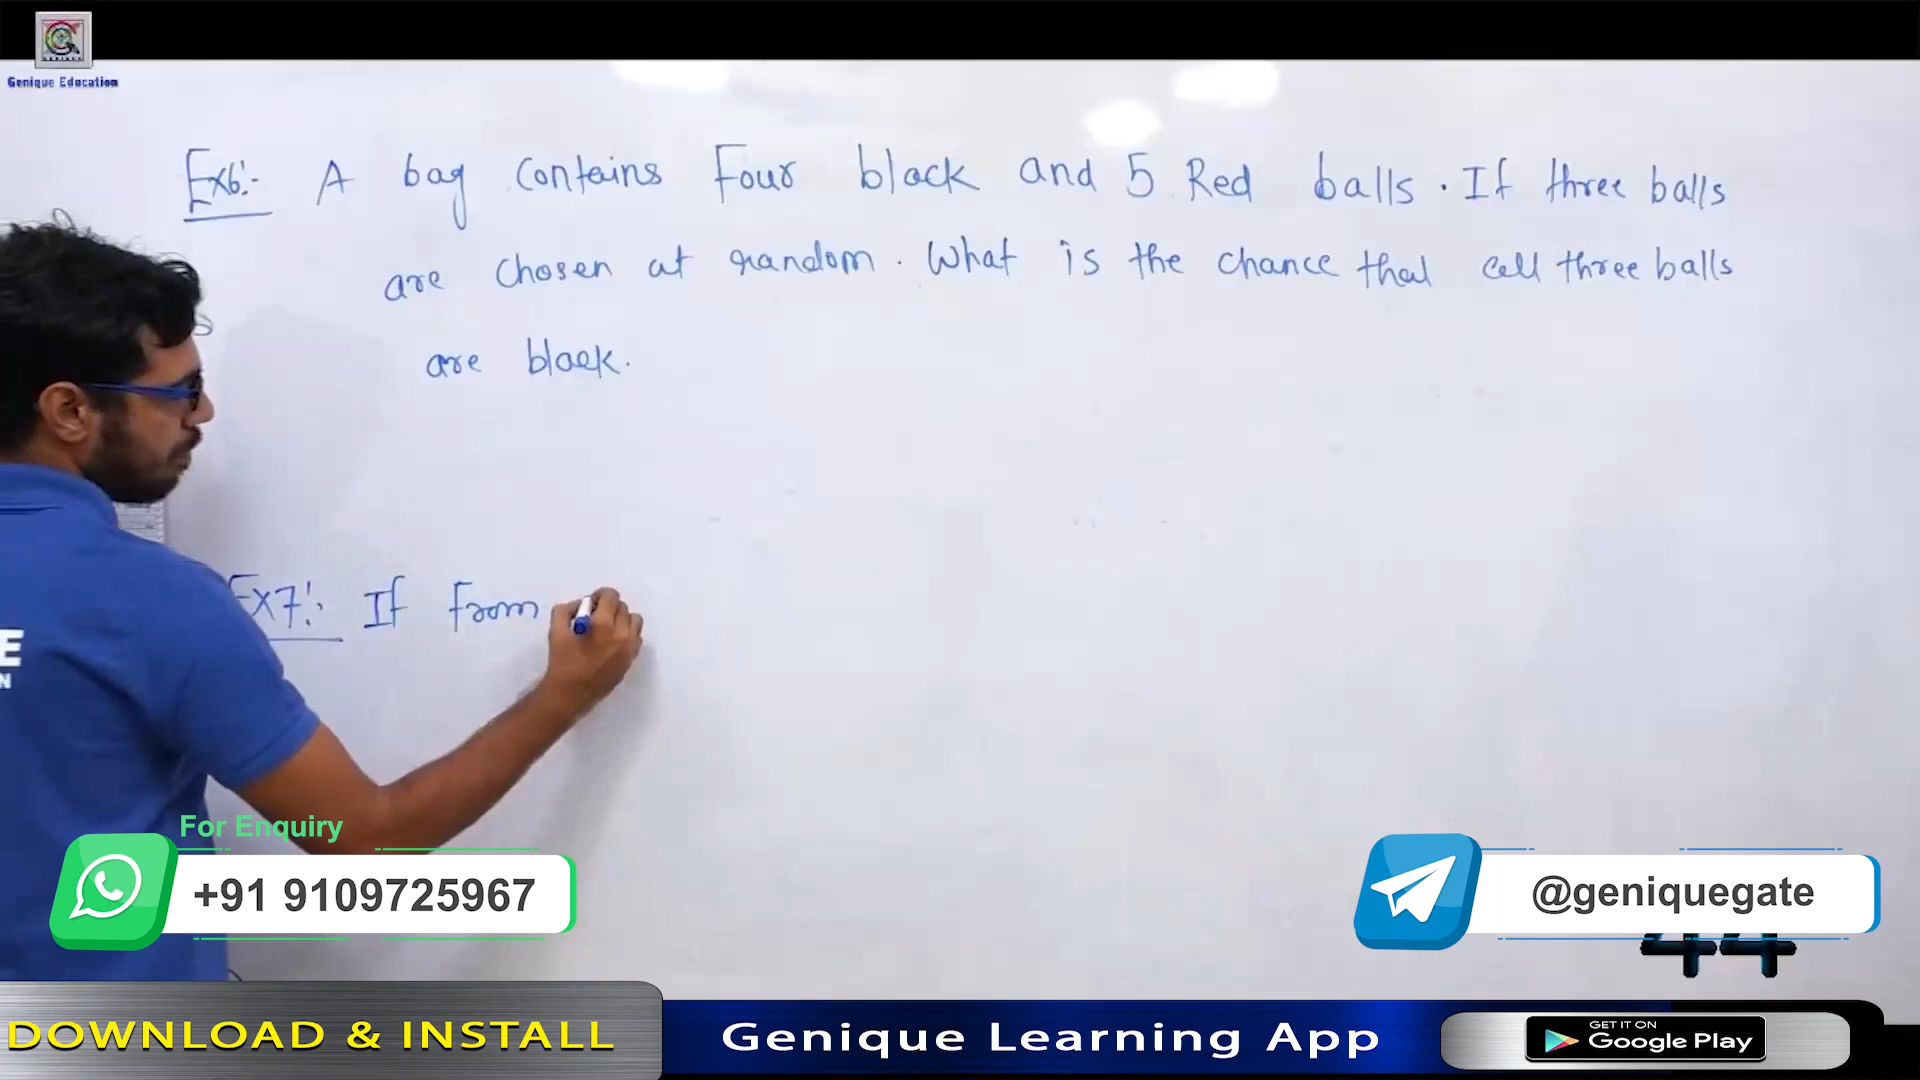 Genique Education
Ex6:- A bag contains Four black and 5 Red balls. If three balls
are chosen at random. What is the chance that all three balls
are black.
Ex7:- If from
E
N
For Enquiry
+91 9109725967
@geniquegate
44
DOWNLOAD & INSTALL
Genique Learning App
GET IT ON
Google Play